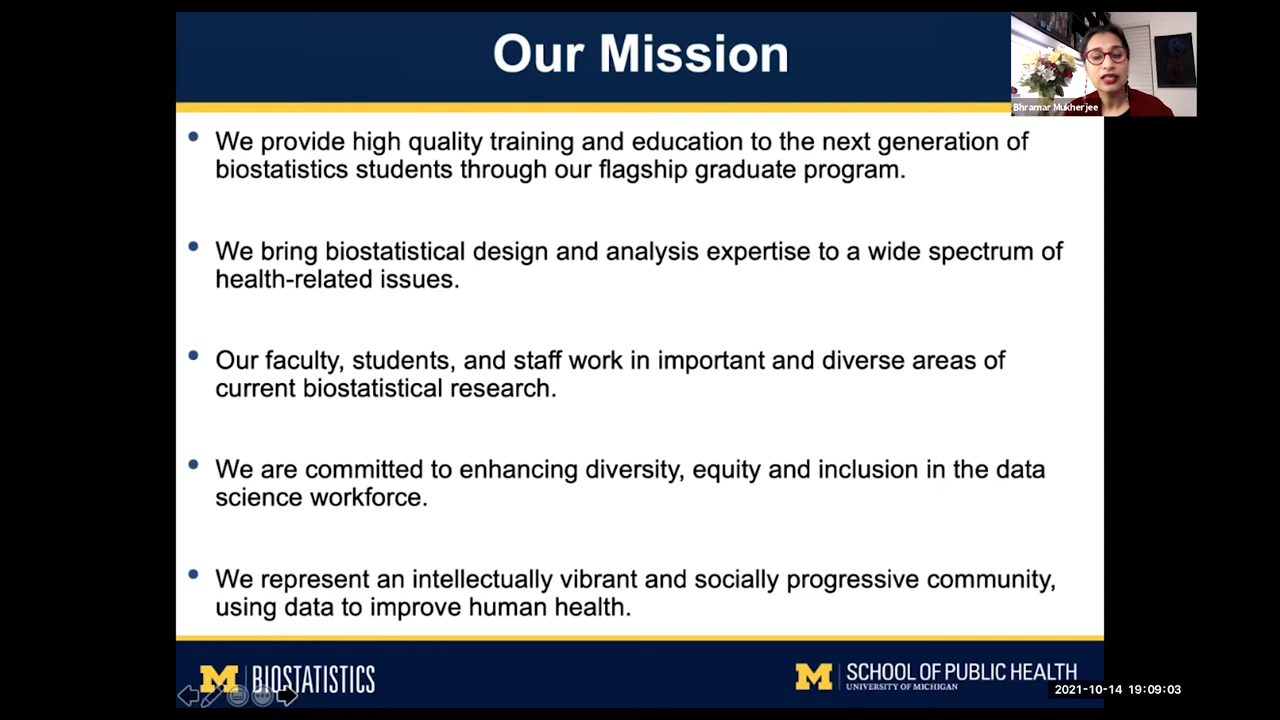 Our Mission
Bhramar Mukherjee
• We provide high quality training and education to the next generation of
biostatistics students through our flagship graduate program.
• We bring biostatistical design and analysis expertise to a wide spectrum of
health-related issues.
• Our faculty, students, and staff work in important and diverse areas of
current biostatistical research.
• We are committed to enhancing diversity, equity and inclusion in the data
science workforce.
• We represent an intellectually vibrant and socially progressive community,
using data to improve human health.
M BIOSTATISTICS
M SCHOOL OF PUBLIC HEALTH
UNIVERSITY OF MICHIGAN
2021-10-14 19:09:03